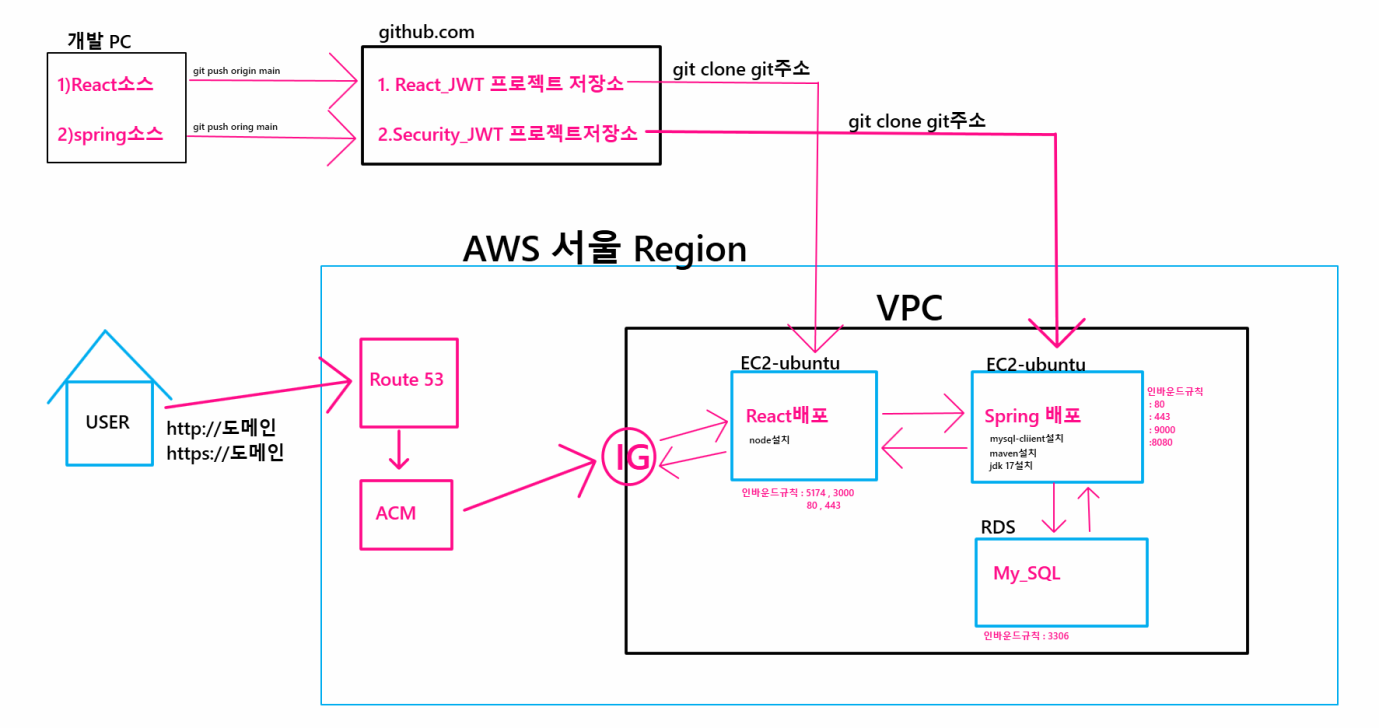 개발 PC
1)React소스
2)spring소스
git push origin main
git push oring main
github.com
1. React_JWT 프로젝트 저장소
2.Security_JWT 프로젝트저장소
git clone git주소
git clone git주소
AWS 서울 Region
VPC
USER
http://도메인
https://도메인
Route 53
ACM
IG
EC2-ubuntu
React배포
node설치
인바운드규칙 : 5174 , 3000
80 , 443
EC2-ubuntu
Spring 배포
mysql-cliient설치
maven설치
jdk 17설치
인바운드규칙
: 80
: 443
: 9000
:8080
RDS
My_SQL
인바운드규칙 : 3306